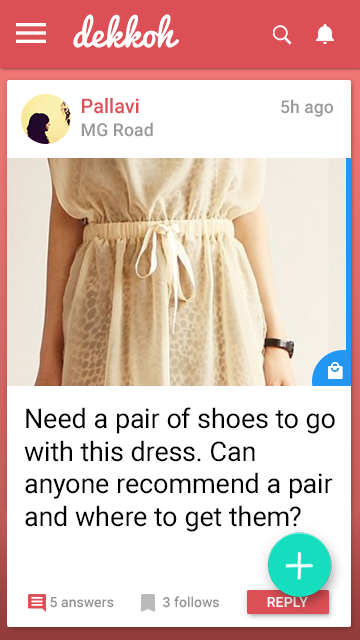 dekkoh
Pallavi
5h ago
MG Road
Need a pair of shoes to go
with this dress. Can
anyone recommend a pair
and where to get them?
5 answers
3 follows
REPLY